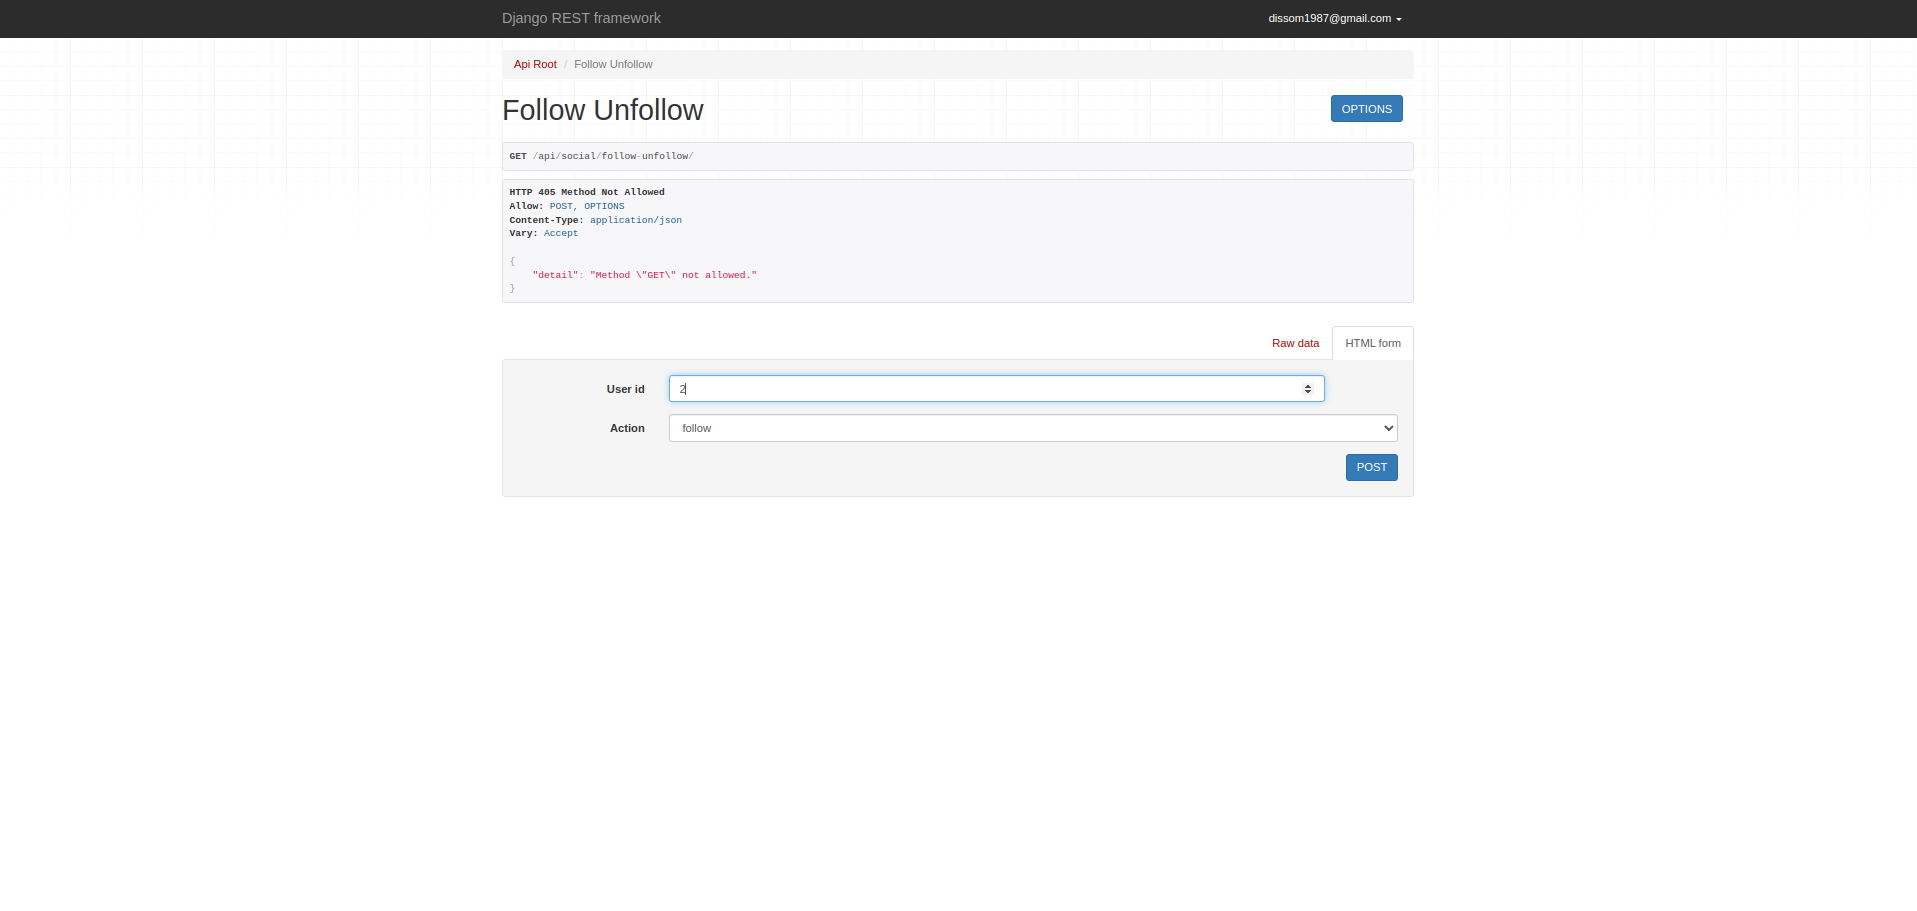 Django REST framework
dissom1987@gmail.com
Api Root / Follow Unfollow
Follow Unfollow
OPTIONS
GET /api/social/follow-unfollow/
HTTP 405 Method Not Allowed
Allow: POST, OPTIONS
Content-Type: application/json
Vary: Accept
{
    "detail": "Method \"GET\" not allowed."
}
Raw data
HTML form
User id
2
Action
follow
POST